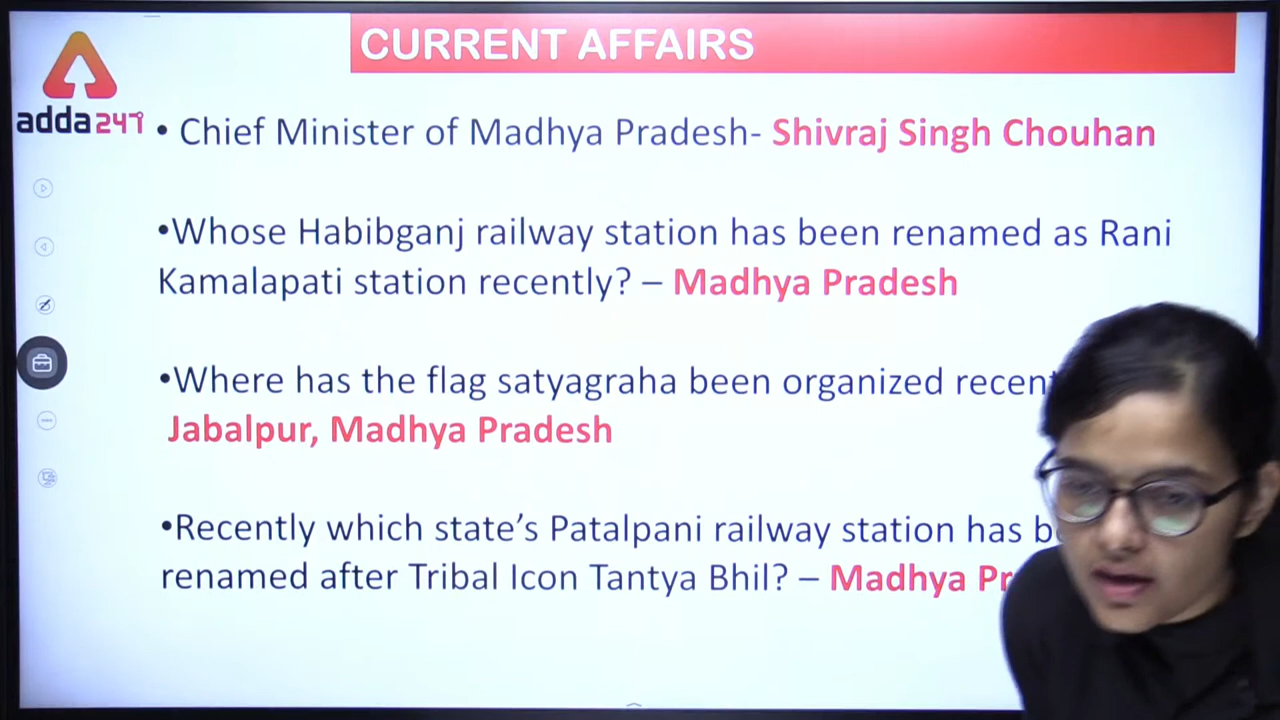 CURRENT AFFAIRS
adda247
• Chief Minister of Madhya Pradesh- Shivraj Singh Chouhan
•Whose Habibganj railway station has been renamed as Rani
Kamalapati station recently? – Madhya Pradesh
•Where has the flag satyagraha been organized
Jabalpur, Madhya Pradesh
•Recently which state's Patalpani railway station has
renamed after Tribal Icon Tantya Bhil? – Madhya